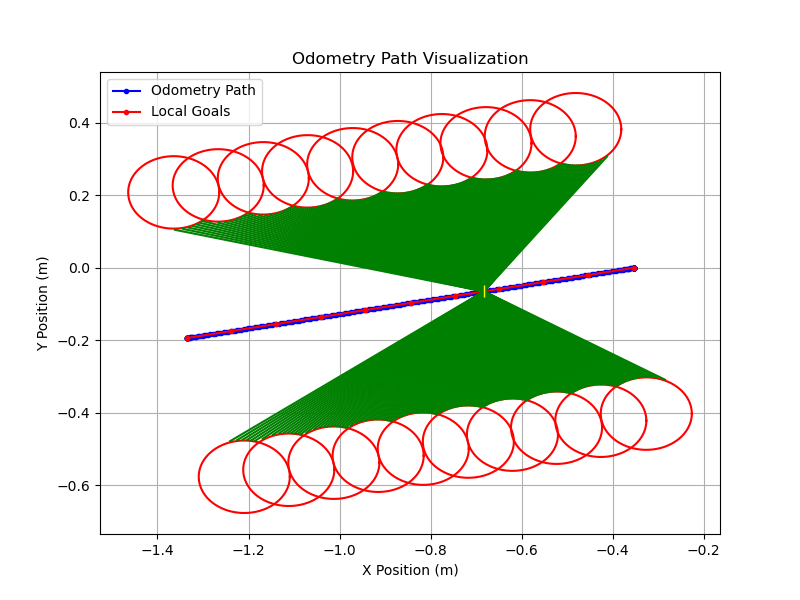 Odometry Path Visualization
Odometry Path
Local Goals
Y Position (m)
0.4
0.2
0.0
−0.2
−0.4
−0.6
−1.4 −1.2 −1.0 −0.8 −0.6 −0.4 −0.2
X Position (m)